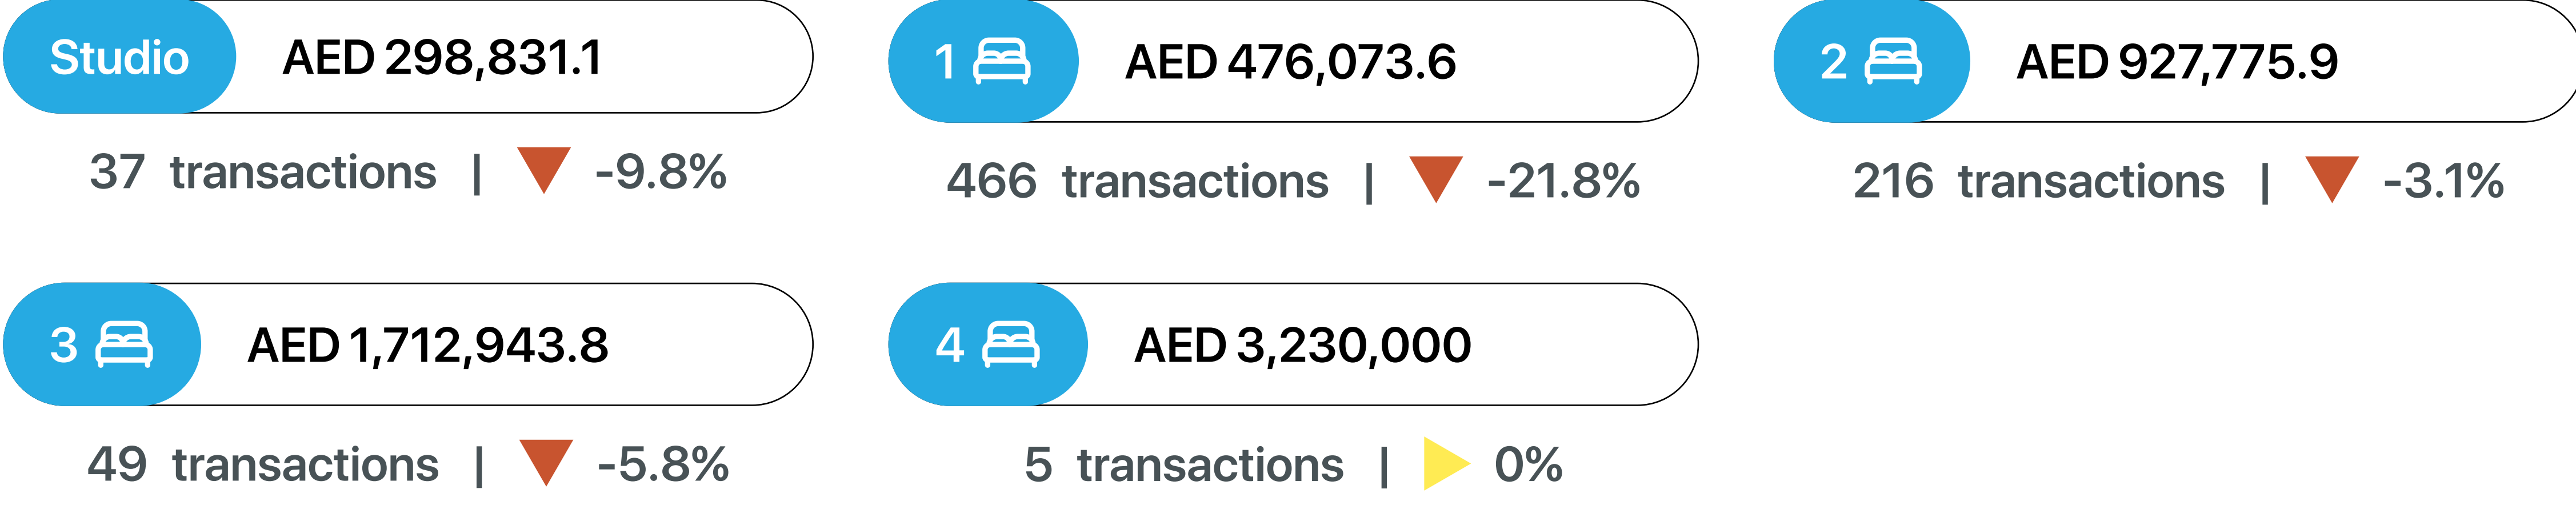 Studio AED 298,831.1
37 transactions | -9.8%
1 AED 476,073.6
466 transactions | -21.8%
2 AED 927,775.9
216 transactions | -3.1%
3 AED 1,712,943.8
49 transactions | -5.8%
4 AED 3,230,000
5 transactions | 0%